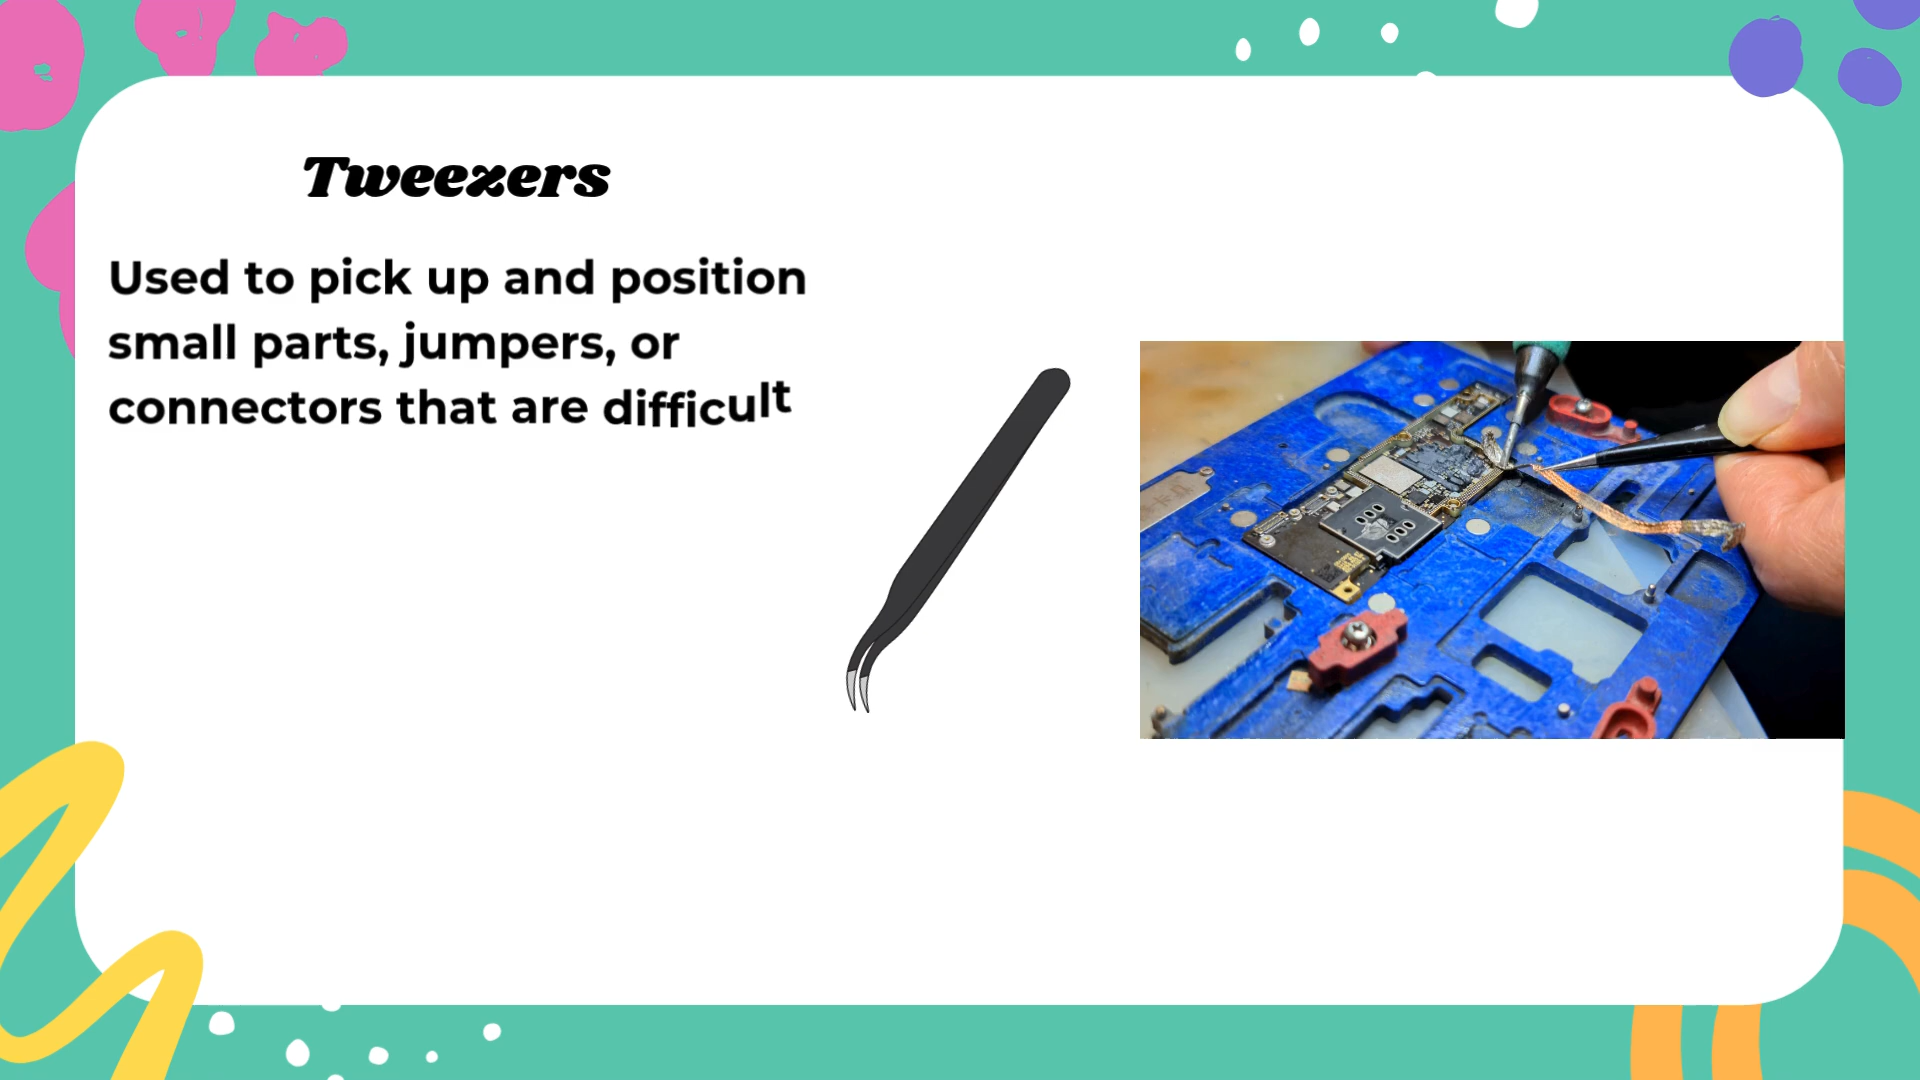 Tweezers
Used to pick up and position
small parts, jumpers, or
connectors that are difficult